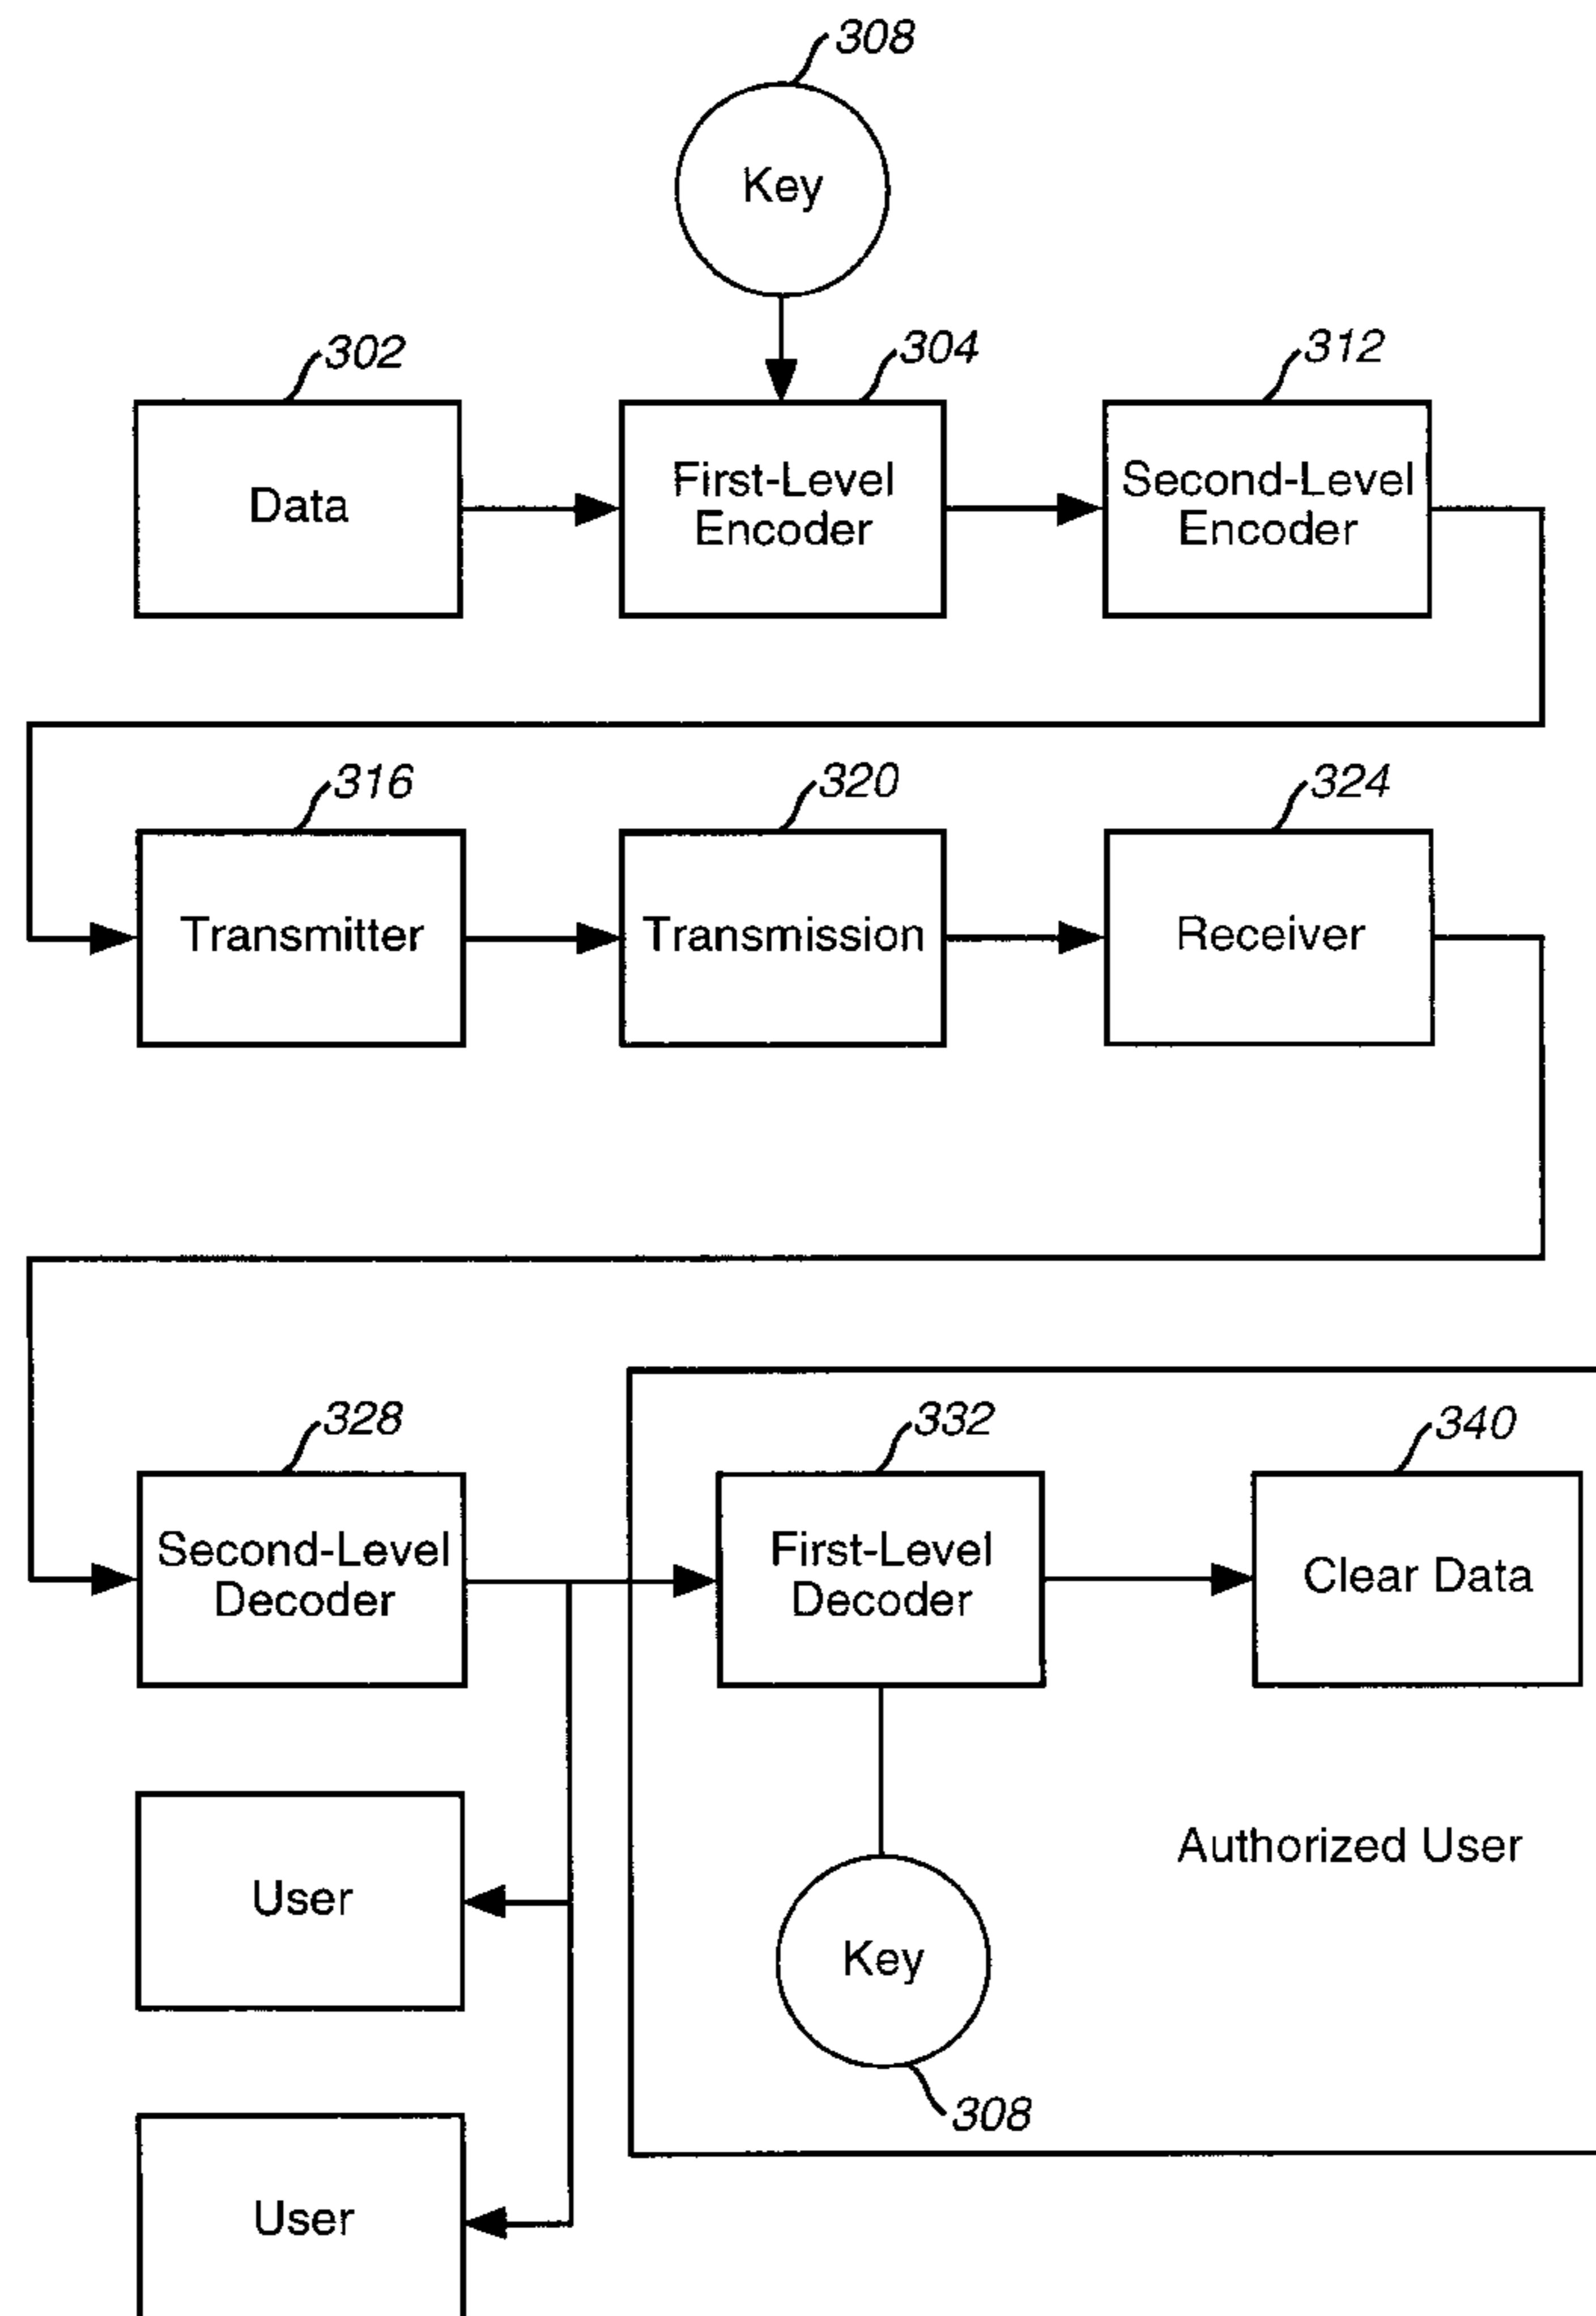 308
Key
302
304
312
Data
First-Level
Encoder
Second-Level
Encoder
316
320
324
Transmitter
Transmission
Receiver
328
332
340
Second-Level
Decoder
First-Level
Decoder
Clear Data
User
Authorized User
Key
308
User